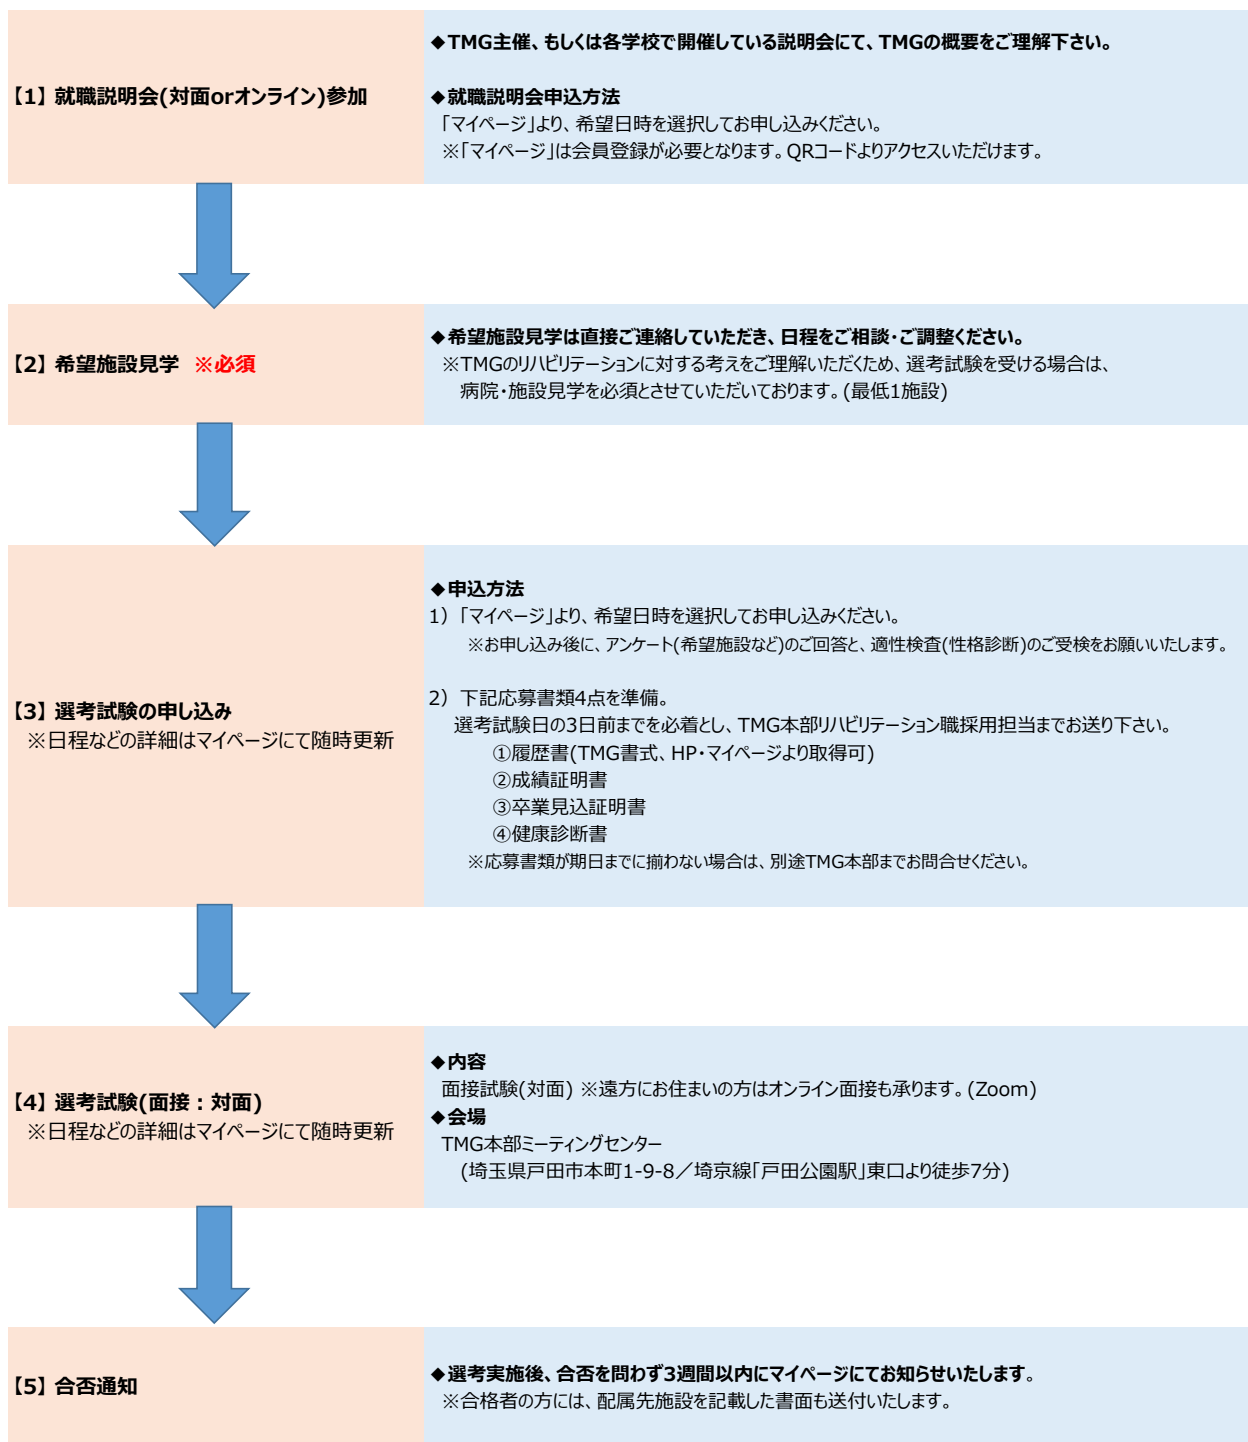 ◆TMG主催、もしくは各学校で開催している説明会にて、TMGの概要をご理解下さい。
【1】 就職説明会(対面orオンライン)参加
◆就職説明会申込方法
「マイページ」より、希望日時を選択してお申し込みください。
※「マイページ」は会員登録が必要となります。QRコードよりアクセスいただけます。
【2】 希望施設見学 ※必須
◆希望施設見学は直接ご連絡していただき、日程をご相談・ご調整ください。
※TMGのリハビリテーションに対する考えをご理解いただくため、選考試験を受ける場合は、
病院・施設見学を必須とさせていただいております。(最低1施設)
【3】 選考試験の申し込み
※日程などの詳細はマイページにて随時更新
◆申込方法
1) 「マイページ」より、希望日時を選択してお申し込みください。
※お申し込み後に、アンケート(希望施設など)のご回答と、適性検査(性格診断)のご受検をお願いいたします。
2) 下記応募書類4点を準備。
選考試験日の3日前までを必着とし、TMG本部リハビリテーション職採用担当までお送り下さい。
①履歴書(TMG書式、HP・マイページより取得可)
②成績証明書
③卒業見込証明書
④健康診断書
※応募書類が期日までに揃わない場合は、別途TMG本部までお問合せください。
【4】 選考試験(面接：対面)
※日程などの詳細はマイページにて随時更新
◆内容
面接試験(対面) ※遠方にお住まいの方はオンライン面接も承ります。(Zoom)
◆会場
TMG本部ミーティングセンター
(埼玉県戸田市本町1-9-8／埼京線「戸田公園駅」東口より徒歩7分)
【5】 合否通知
◆選考実施後、合否を問わず3週間以内にマイページにてお知らせいたします。
※合格者の方には、配属先施設を記載した書面も送付いたします。